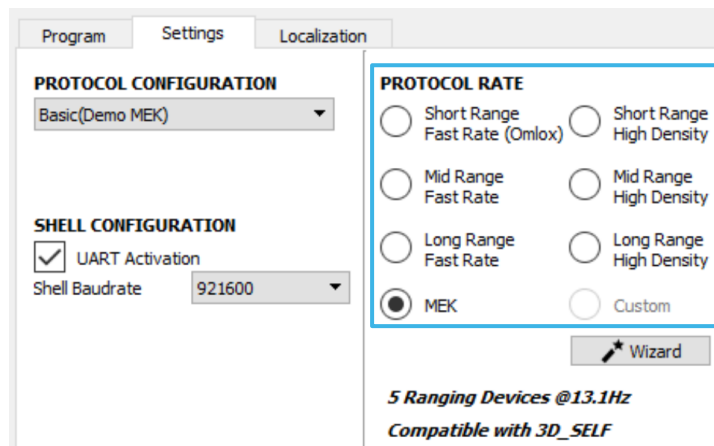 Program
Settings
Localization
PROTOCOL CONFIGURATION
Basic(Demo MEK)
SHELL CONFIGURATION
UART Activation
Shell Baudrate
921600
PROTOCOL RATE
Short Range
Fast Rate (Omlox)
Short Range
High Density
Mid Range
Fast Rate
Mid Range
High Density
Long Range
Fast Rate
Long Range
High Density
MEK
Custom
Wizard
5 Ranging Devices @13.1Hz
Compatible with 3D_SELF